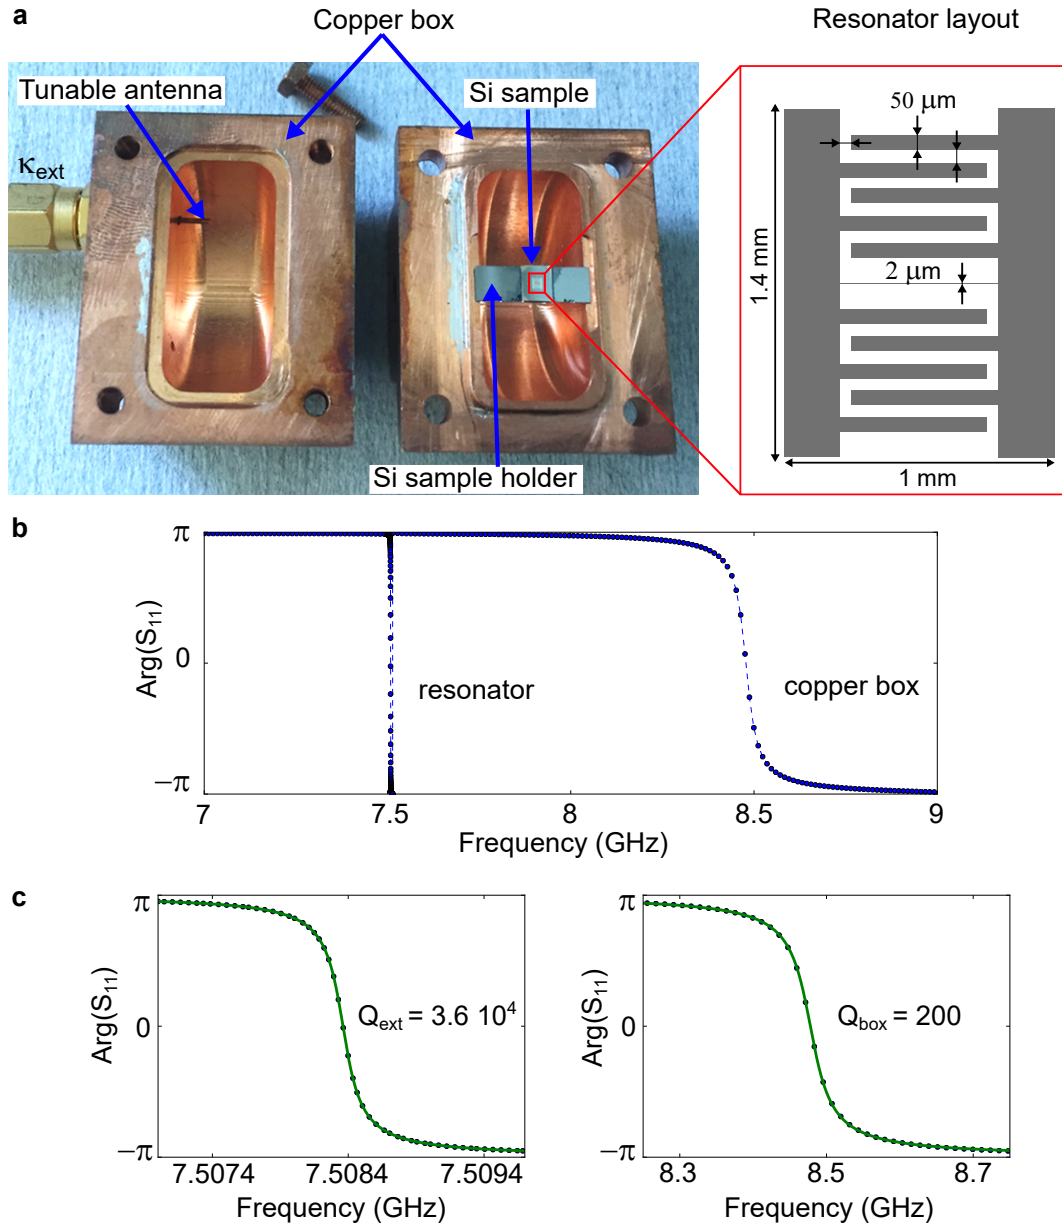 a
Copper box
Resonator layout
Tunable antenna
Si sample
κext
Si sample holder
50 μm
2 μm
1.4 mm
1 mm
b
π
0
−π
Arg(S11)
resonator
copper box
7
7.5
8
8.5
9
Frequency (GHz)
c
π
0
−π
Arg(S11)
Qext = 3.6 10⁴
7.5074
7.5084
7.5094
Frequency (GHz)
π
0
−π
Arg(S11)
Qbox = 200
8.3
8.5
8.7
Frequency (GHz)